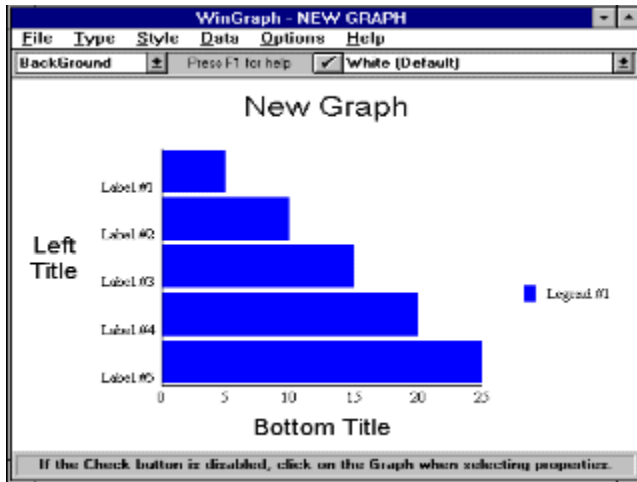 WinGraph - NEW GRAPH
File Type Style Data Options Help
BackGround Press F1 for help White (Default)
New Graph
Label #1
Label #2
Left
Title
Label #3
Legend #1
Label #4
Label #5
0 5 10 15 20 25
Bottom Title
If the Check button is disabled, click on the Graph when selecting properties.